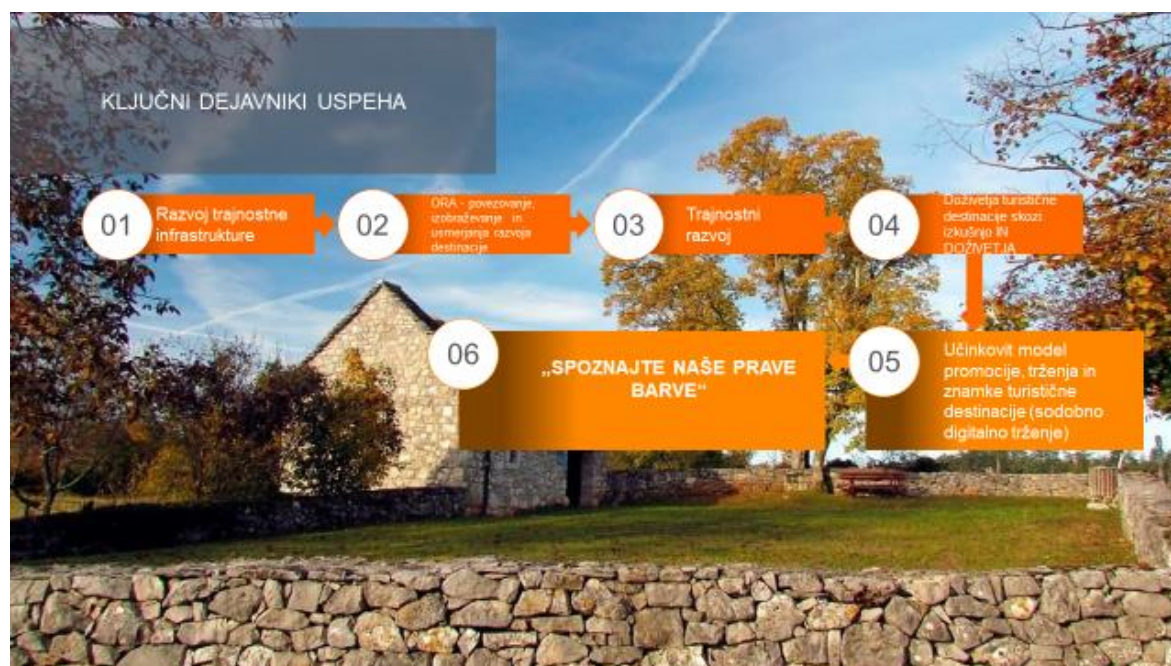 KLJUČNI DEJAVNIKI USPEHA
01
Razvoj trajnostne
infrastrukture
02
ORA - povezovanje,
izobraževanje in
usmerjanja razvoja
destinacije
03
Trajnostni
razvoj
04
Doživetja turistične
destinacije skozi
izkušnjo IN
DOŽIVETJA
05
Učinkovit model
promocije, trženja in
znamke turistične
destinacije (sodobno
digitalno trženje)
06
„SPOZNAJTE NAŠE PRAVE
BARVE“